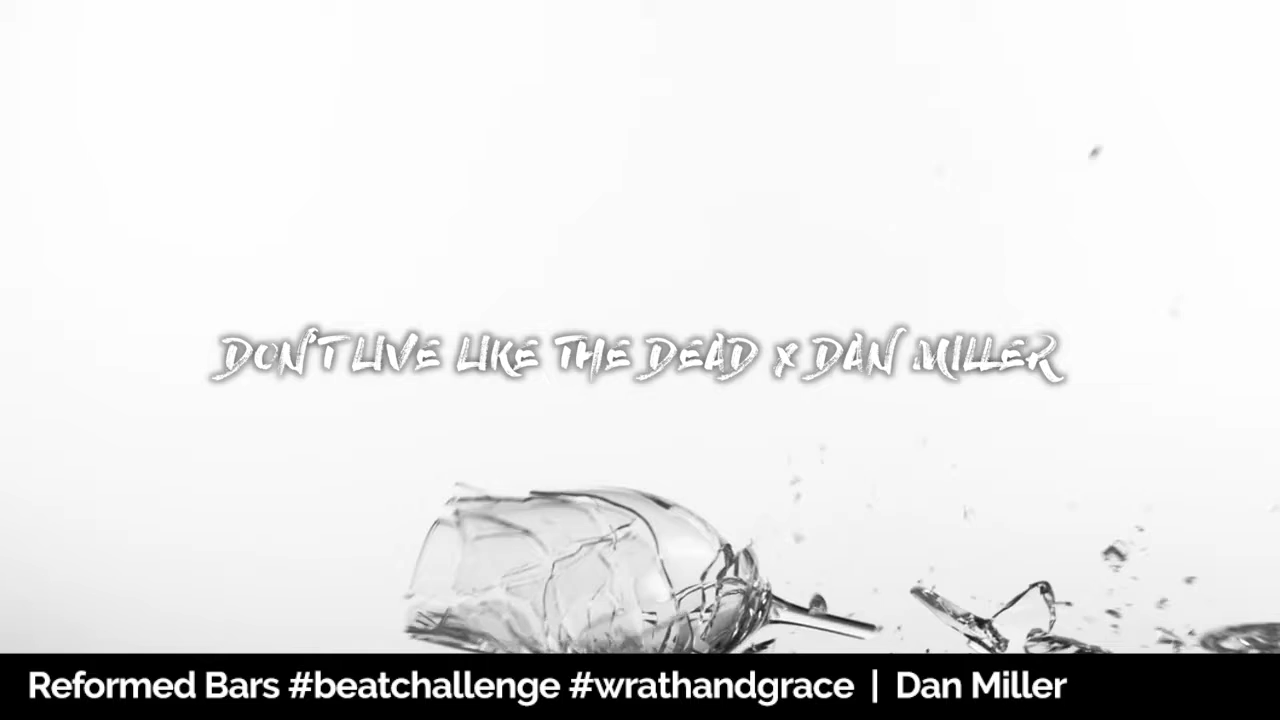 DON'T LIVE LIKE THE DEAD x DAN MILLER
Reformed Bars #beatchallenge #wrathandgrace | Dan Miller